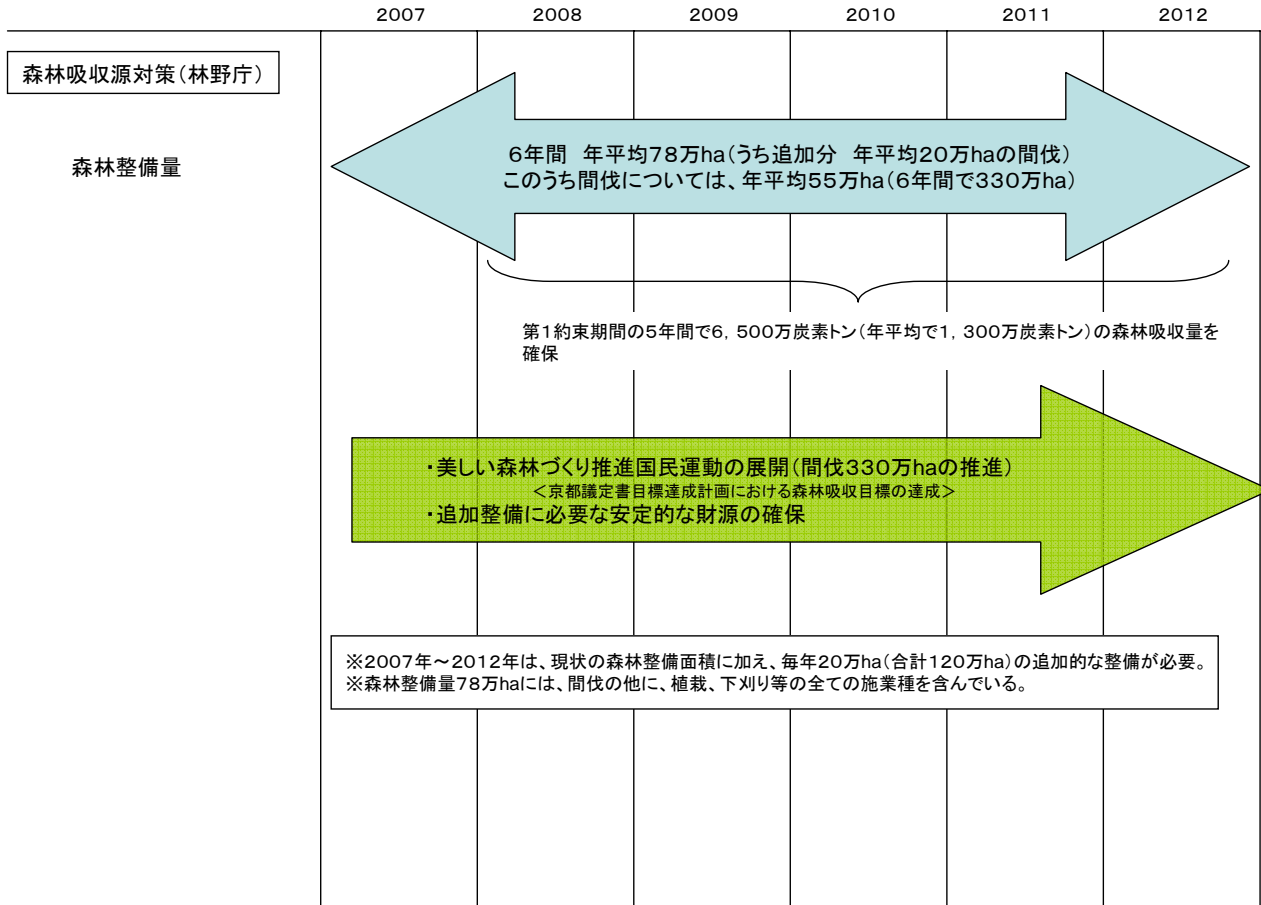 2007 2008 2009 2010 2011 2012
森林吸収源対策(林野庁)
森林整備量
6年間 年平均78万ha(うち追加分 年平均20万haの間伐)
このうち間伐については、年平均55万ha(6年間で330万ha)
第1約束期間の5年間で6,500万炭素トン(年平均で1,300万炭素トン)の森林吸収量を
確保
・美しい森林づくり推進国民運動の展開(間伐330万haの推進)
<京都議定書目標達成計画における森林吸収目標の達成>
・追加整備に必要な安定的な財源の確保
※2007年~2012年は、現状の森林整備面積に加え、毎年20万ha(合計120万ha)の追加的な整備が必要。
※森林整備量78万haには、間伐の他に、植栽、下刈り等の全ての施業種を含んでいる。